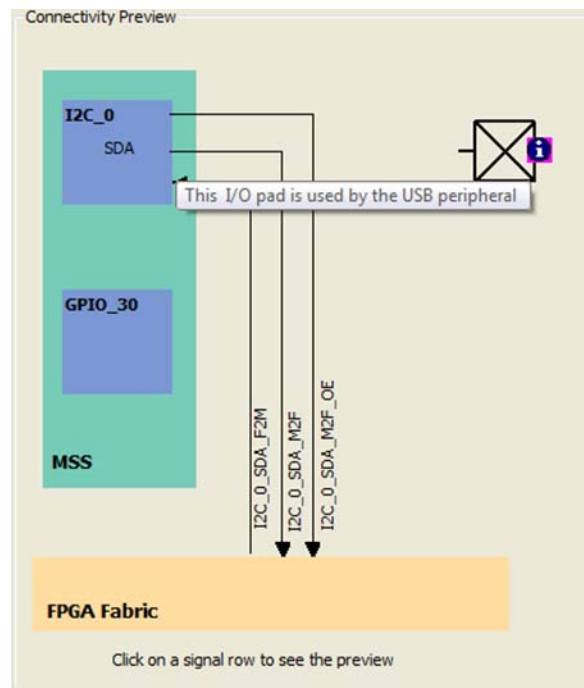 Connectivity Preview
I2C_0
SDA
i
This I/O pad is used by the USB peripheral
GPIO_30
I2C_0_SDA_F2M
I2C_0_SDA_M2F
I2C_0_SDA_M2F_OE
MSS
FPGA Fabric
Click on a signal row to see the preview